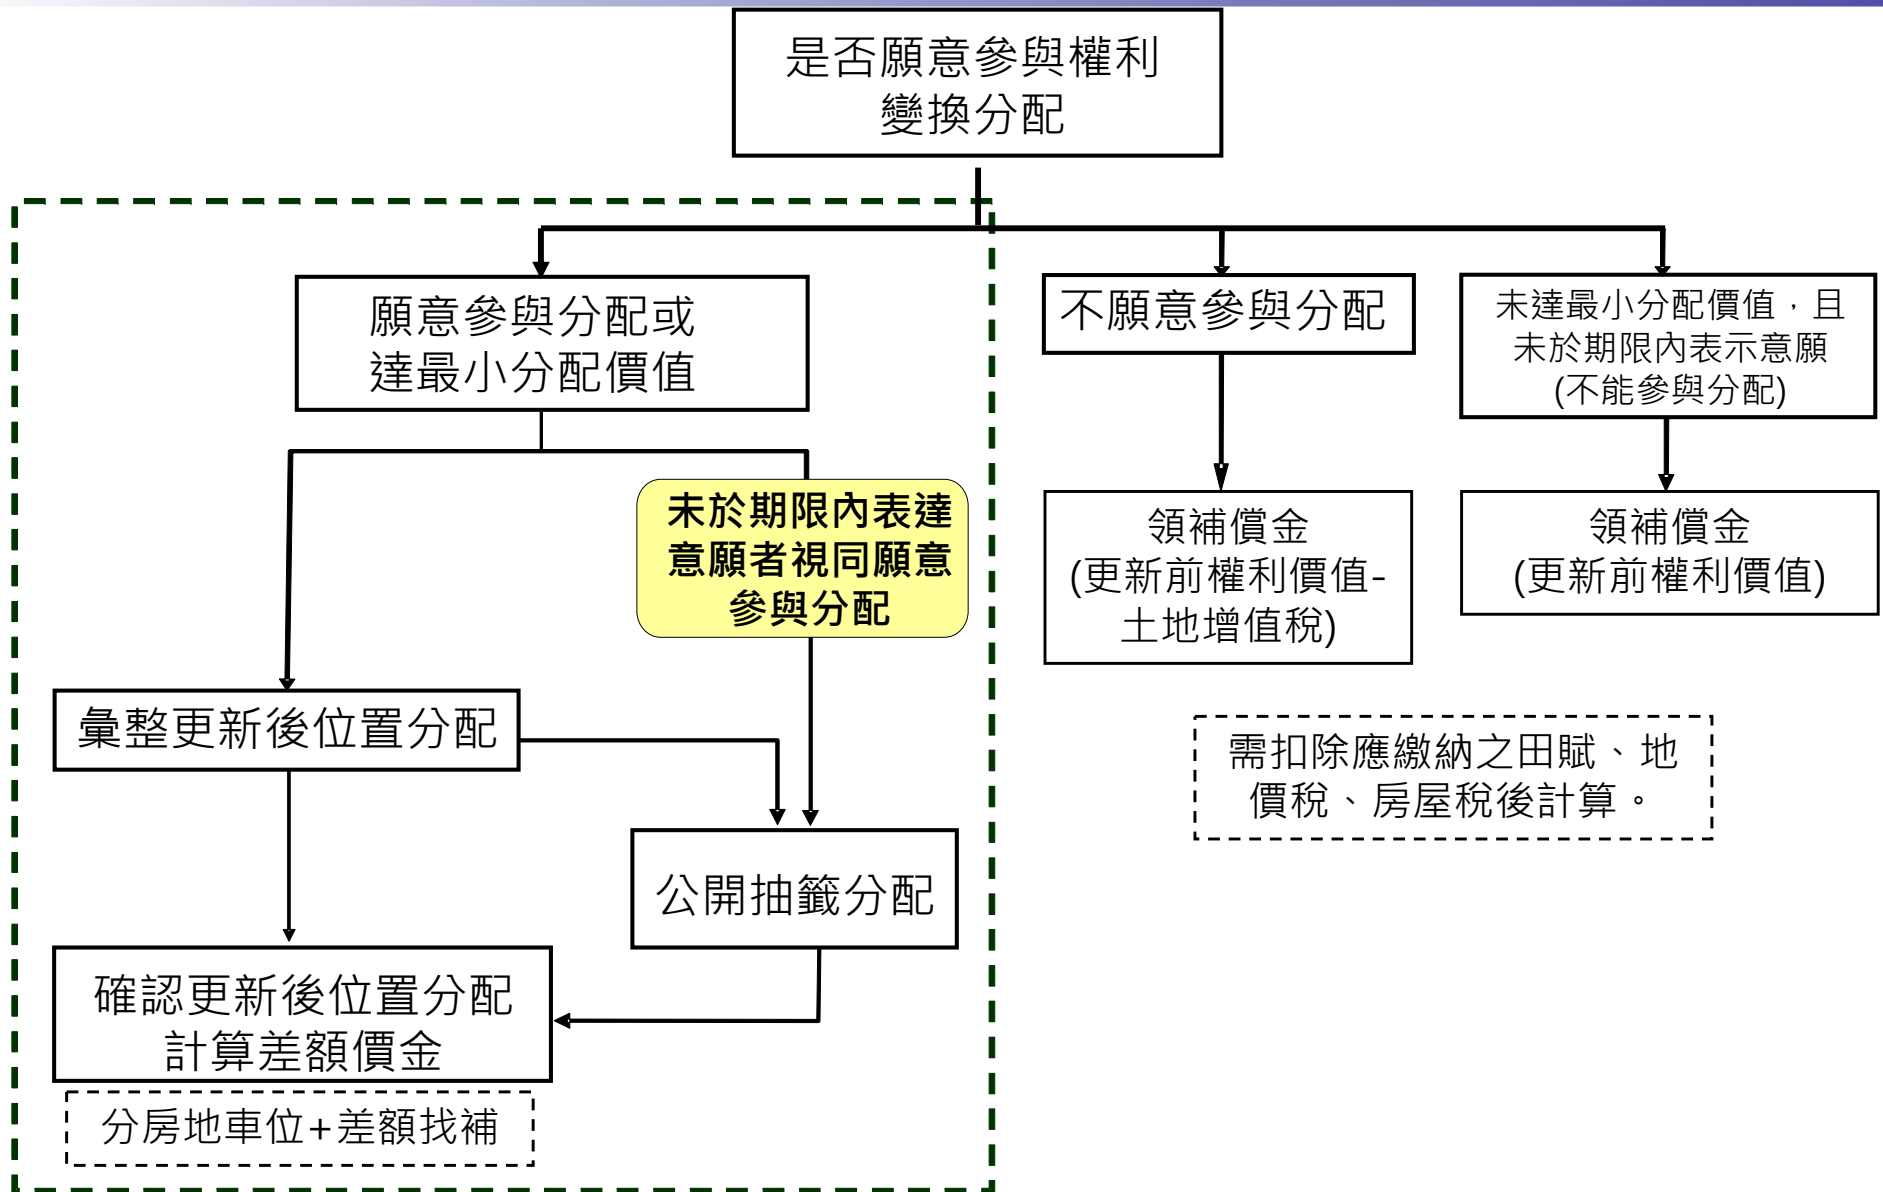 是否願意參與權利
變換分配
願意參與分配或
達最小分配價值
不願意參與分配
未達最小分配價值，且
未於期限內表示意願
(不能參與分配)
未於期限內表達
意願者視同願意
參與分配
領補償金
(更新前權利價值-
土地增值稅)
領補償金
(更新前權利價值)
彙整更新後位置分配
需扣除應繳納之田賦、地
價稅、房屋稅後計算。
公開抽籤分配
確認更新後位置分配
計算差額價金
分房地車位+差額找補